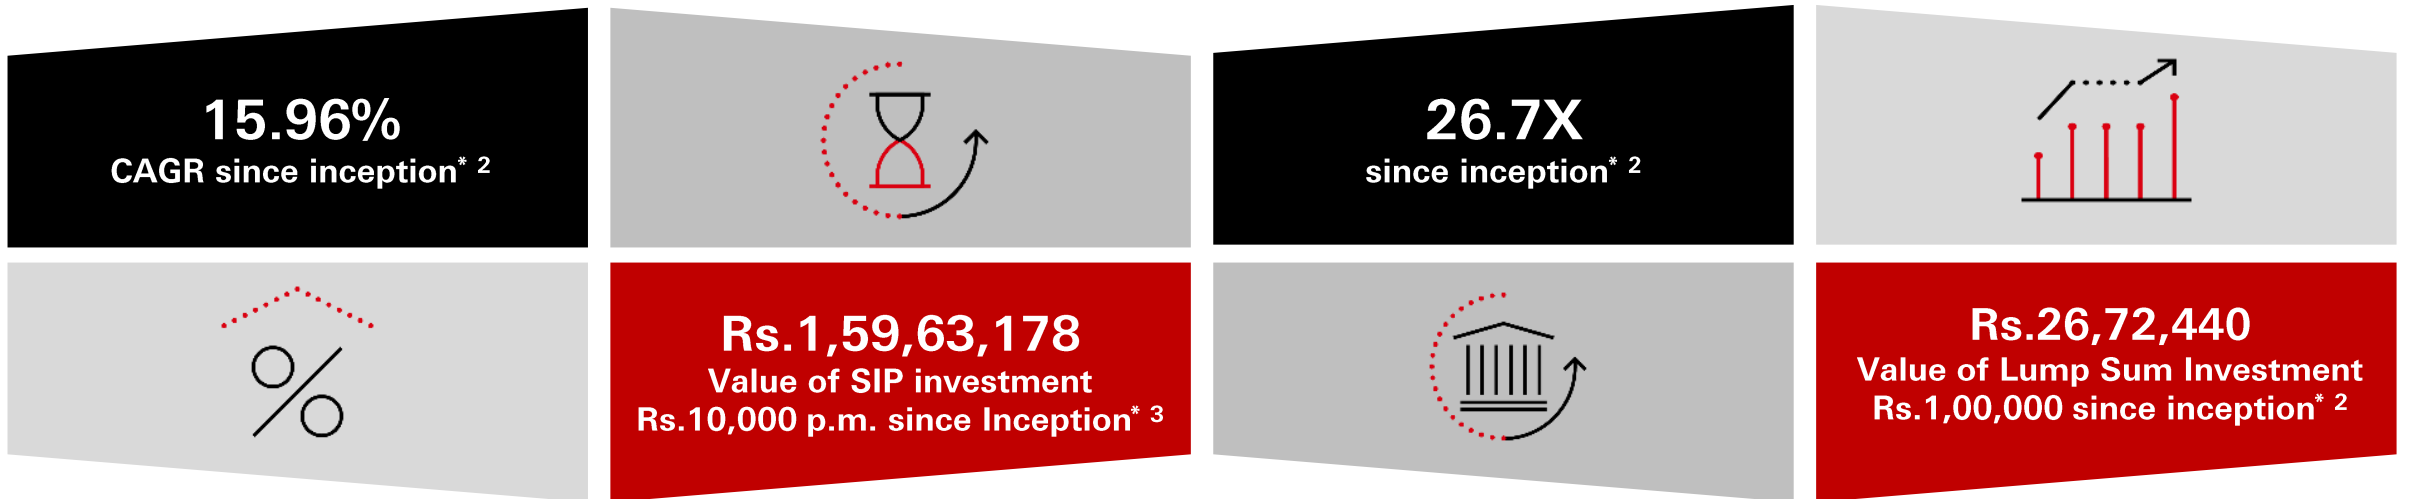 15.96%
CAGR since inception* 2
26.7X
since inception* 2
Rs.1,59,63,178
Value of SIP investment
Rs.10,000 p.m. since Inception* 3
Rs.26,72,440
Value of Lump Sum Investment
Rs.1,00,000 since inception* 2